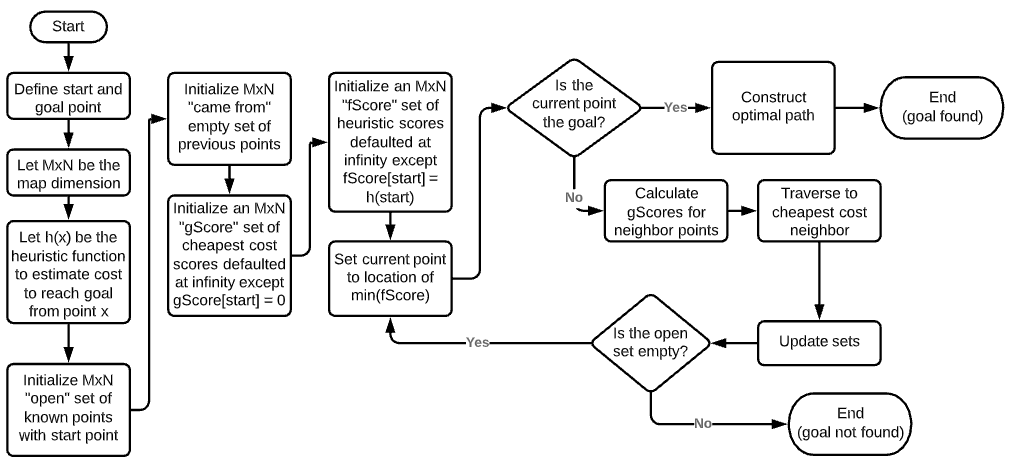 Start
Define start and
goal point
Let MxN be the
map dimension
Let h(x) be the
heuristic function
to estimate cost
to reach goal
from point x
Initialize MxN
"open" set of
known points
with start point
Initialize MxN
"came from"
empty set of
previous points
Initialize an MxN
"gScore" set of
cheapest cost
scores defaulted
at infinity except
gScore[start] = 0
Initialize an MxN
"fScore" set of
heuristic scores
defaulted at
infinity except
fScore[start] =
h(start)
Set current point
to location of
min(fScore)
Is the
current point
the goal?
Yes
Construct
optimal path
End
(goal found)
No
Calculate
gScores for
neighbor points
Traverse to
cheapest cost
neighbor
Update sets
Is the open
set empty?
Yes
No
End
(goal not found)